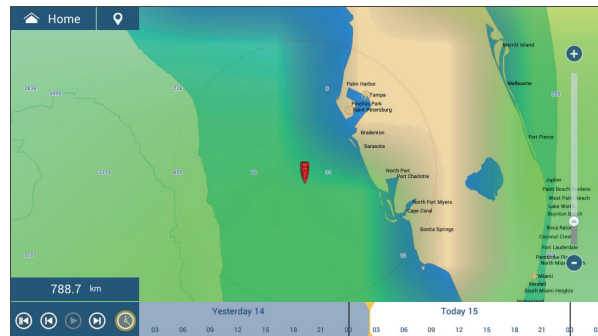 Home
Merritt Island
Palm Harbor
Melbourne
Tampa
Pinellas Park
Saint Petersburg
Bradenton
Sarasota
Fort Pierce
North Port
Port Charlotte
Jupiter
Palm Beach Gardens
North Fort Myers
West Palm Beach
Cape Coral
Lake Worth
Boynton Beach
Bonita Springs
Boca Raton
Coconut Creek
Fort Lauderdale
Pembroke Pines
Miami
Kendall
South Miami Heights
Homestead
788.7 km
Yesterday 14
Today 15
03 06 09 12 15 18 21 00 03 06 09 12 15 18 21 00 03